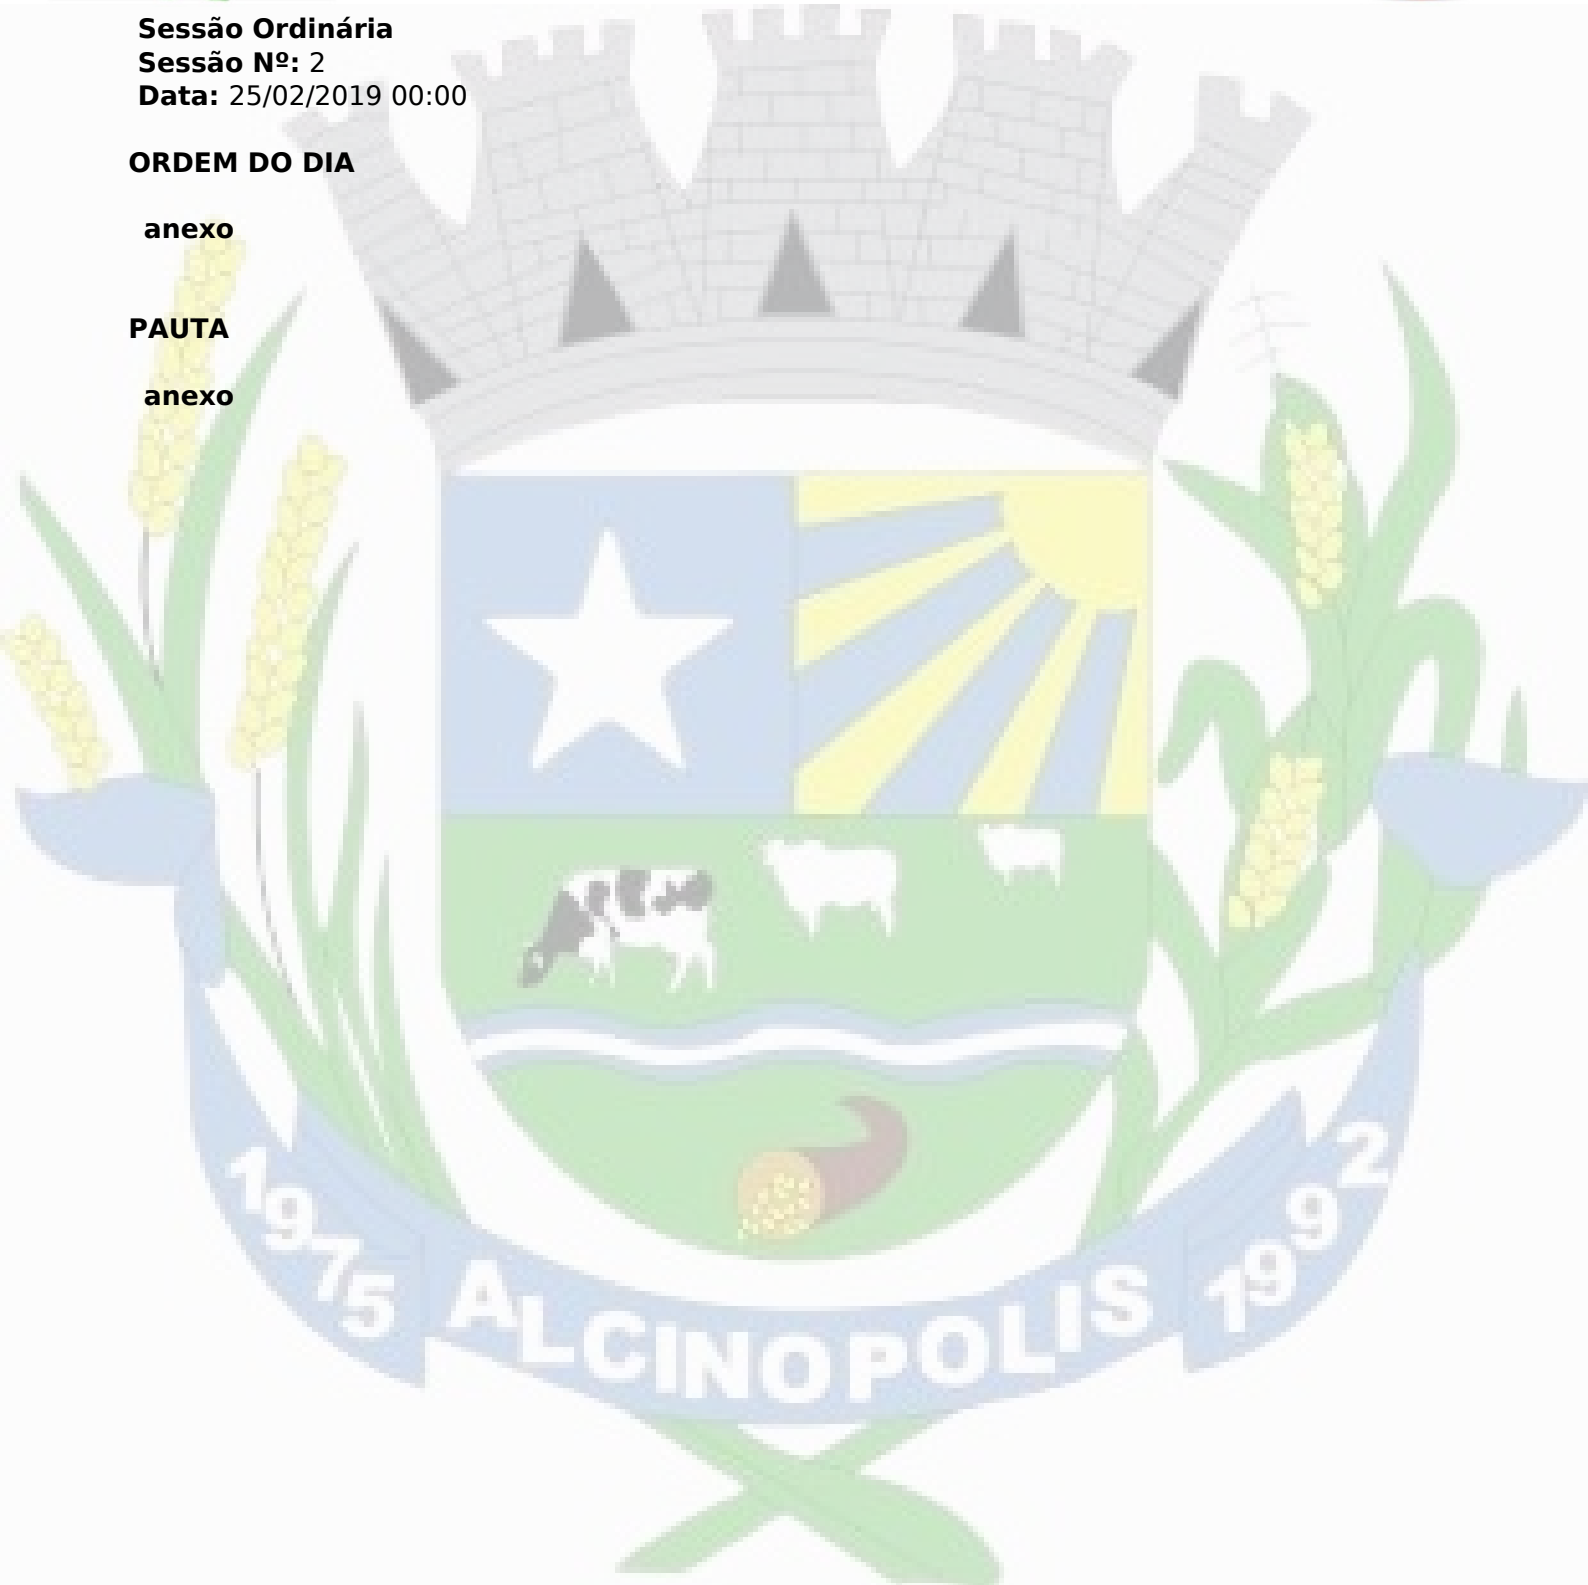 Sessão Ordinária
Sessão Nº: 2
Data: 25/02/2019 00:00
ORDEM DO DIA
anexo
PAUTA
anexo
1975 ALCINOPOLIS 1992